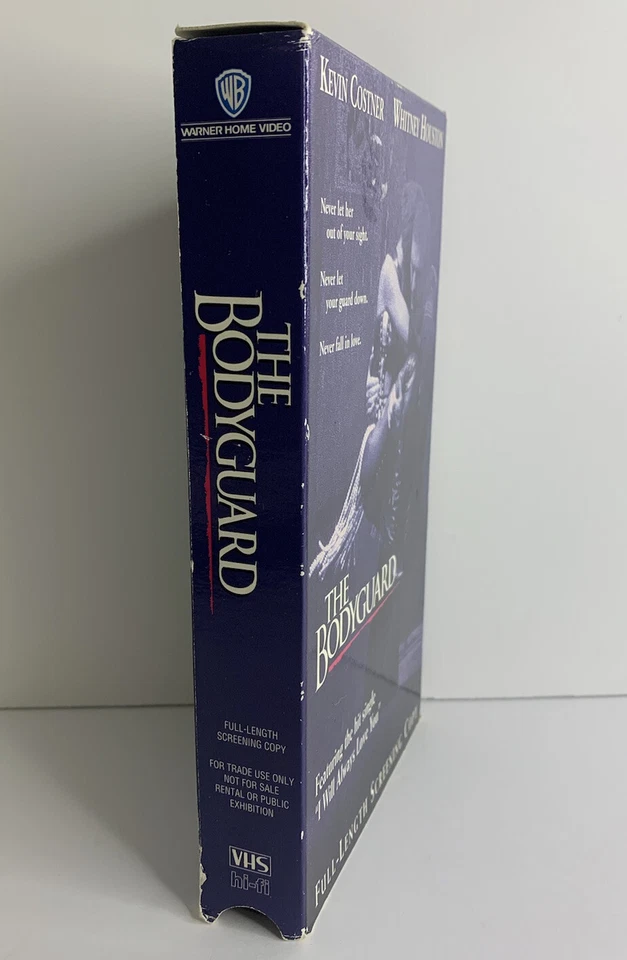 WB
WARNER HOME VIDEO
THE
BODYGUARD
FULL-LENGTH
SCREENING COPY
FOR TRADE USE ONLY
NOT FOR SALE
RENTAL OR PUBLIC
EXHIBITION
VHS
hi-fi
KEVIN COSTNER
WHITNEY HOUSTON
Never let her
out of your sight.
Never let
your guard down.
Never fall in love.
THE
BODYGUARD
Featuring the hit single
"I Will Always Love You"
FULL-LENGTH SCREENING COPY